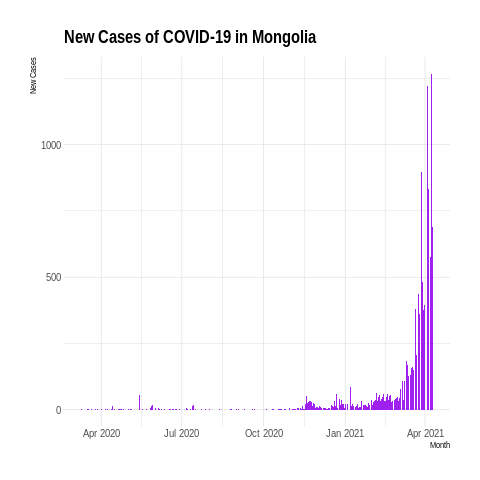 New Cases of COVID-19 in Mongolia
New Cases
1000
500
0
Apr 2020
Jul 2020
Oct 2020
Jan 2021
Apr 2021
Month